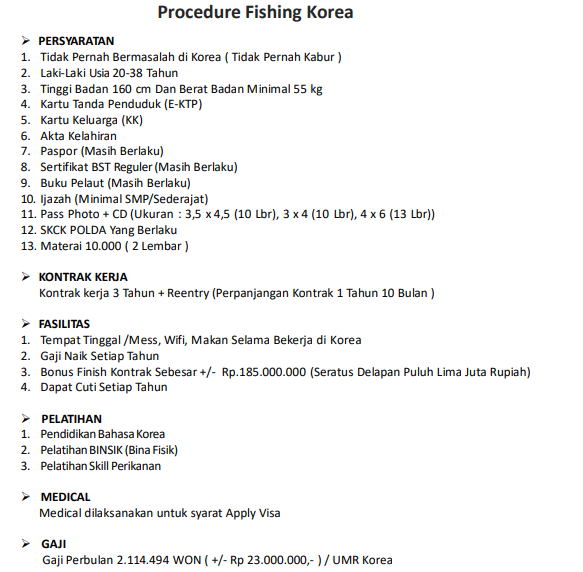 Procedure Fishing Korea
➢ PERSYARATAN
1. Tidak Pernah Bermasalah di Korea ( Tidak Pernah Kabur )
2. Laki-Laki Usia 20-38 Tahun
3. Tinggi Badan 160 cm Dan Berat Badan Minimal 55 kg
4. Kartu Tanda Penduduk (E-KTP)
5. Kartu Keluarga (KK)
6. Akta Kelahiran
7. Paspor (Masih Berlaku)
8. Sertifikat BST Reguler (Masih Berlaku)
9. Buku Pelaut (Masih Berlaku)
10. Ijazah (Minimal SMP/Sederajat)
11. Pass Photo + CD (Ukuran : 3,5 x 4,5 (10 Lbr), 3 x 4 (10 Lbr), 4 x 6 (13 Lbr))
12. SKCK POLDA Yang Berlaku
13. Materai 10.000 ( 2 Lembar )
➢ KONTRAK KERJA
Kontrak kerja 3 Tahun + Reentry (Perpanjangan Kontrak 1 Tahun 10 Bulan )
➢ FASILITAS
1. Tempat Tinggal /Mess, Wifi, Makan Selama Bekerja di Korea
2. Gaji Naik Setiap Tahun
3. Bonus Finish Kontrak Sebesar +/- Rp.185.000.000 (Seratus Delapan Puluh Lima Juta Rupiah)
4. Dapat Cuti Setiap Tahun
➢ PELATIHAN
1. Pendidikan Bahasa Korea
2. Pelatihan BINSIK (Bina Fisik)
3. Pelatihan Skill Perikanan
➢ MEDICAL
Medical dilaksanakan untuk syarat Apply Visa
➢ GAJI
Gaji Perbulan 2.114.494 WON ( +/- Rp 23.000.000,- ) / UMR Korea